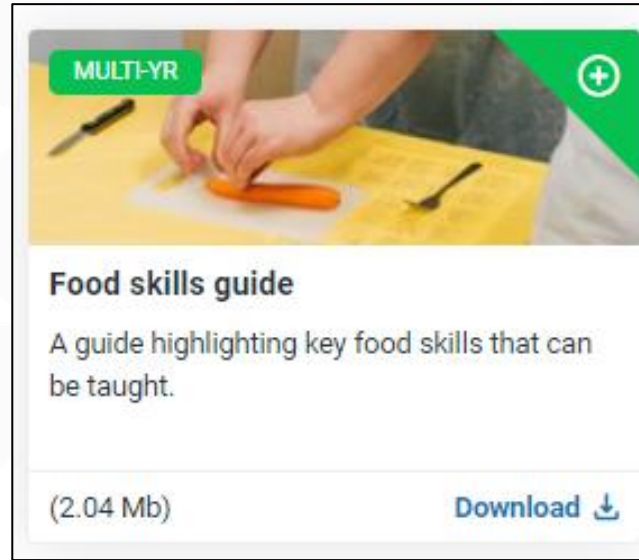 MULTI-YR
Food skills guide
A guide highlighting key food skills that can
be taught.
(2.04 Mb)
Download